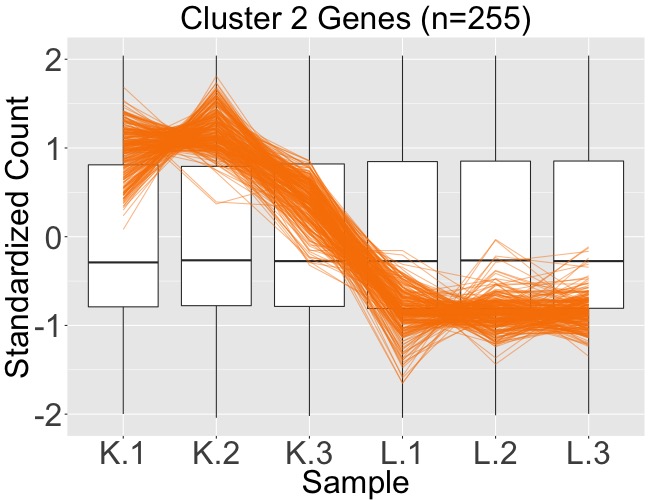 Cluster 2 Genes (n=255)
Standardized Count
2
1
0
-1
-2
K.1 K.2 K.3 L.1 L.2 L.3
Sample